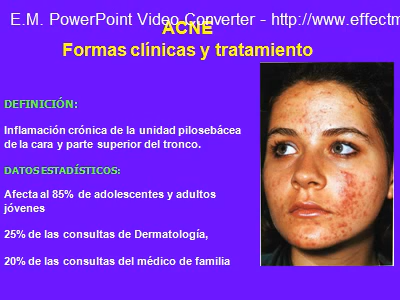 E.M. PowerPoint Video Converter - http://www.effectm
ACNE
Formas clínicas y tratamiento
DEFINICIÓN:
Inflamación crónica de la unidad pilosebácea
de la cara y parte superior del tronco.
DATOS ESTADÍSTICOS:
Afecta al 85% de adolescentes y adultos
jóvenes
25% de las consultas de Dermatología,
20% de las consultas del médico de familia